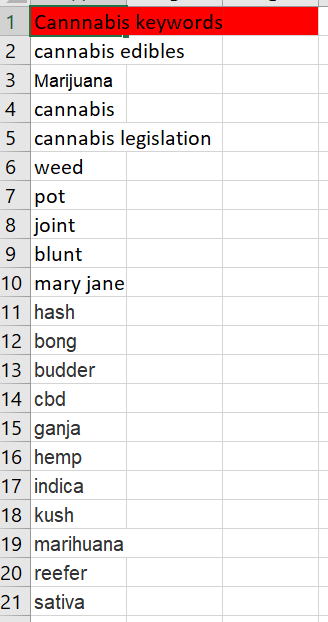 1 Cannnabis keywords
2 cannabis edibles
3 Marijuana
4 cannabis
5 cannabis legislation
6 weed
7 pot
8 joint
9 blunt
10 mary jane
11 hash
12 bong
13 budder
14 cbd
15 ganja
16 hemp
17 indica
18 kush
19 marihuana
20 reefer
21 sativa